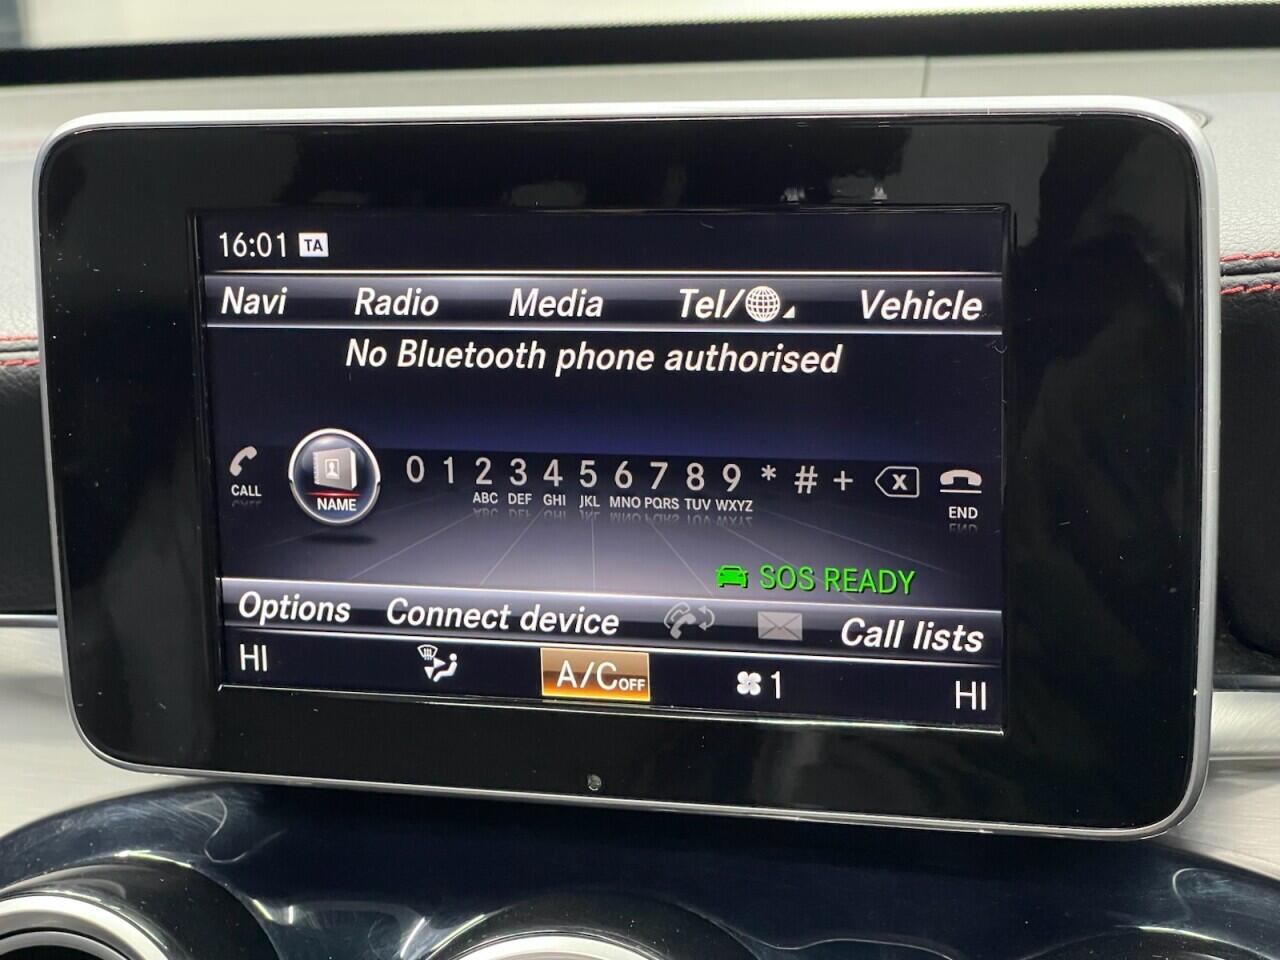 16:01 TA
Navi Radio Media Tel/ Vehicle
No Bluetooth phone authorised
CALL NAME 0 1 2 3 4 5 6 7 8 9 * # + X END
ABC DEF GHI JKL MNO PQRS TUV WXYZ
SOS READY
Options Connect device Call lists
HI A/C OFF 1 HI